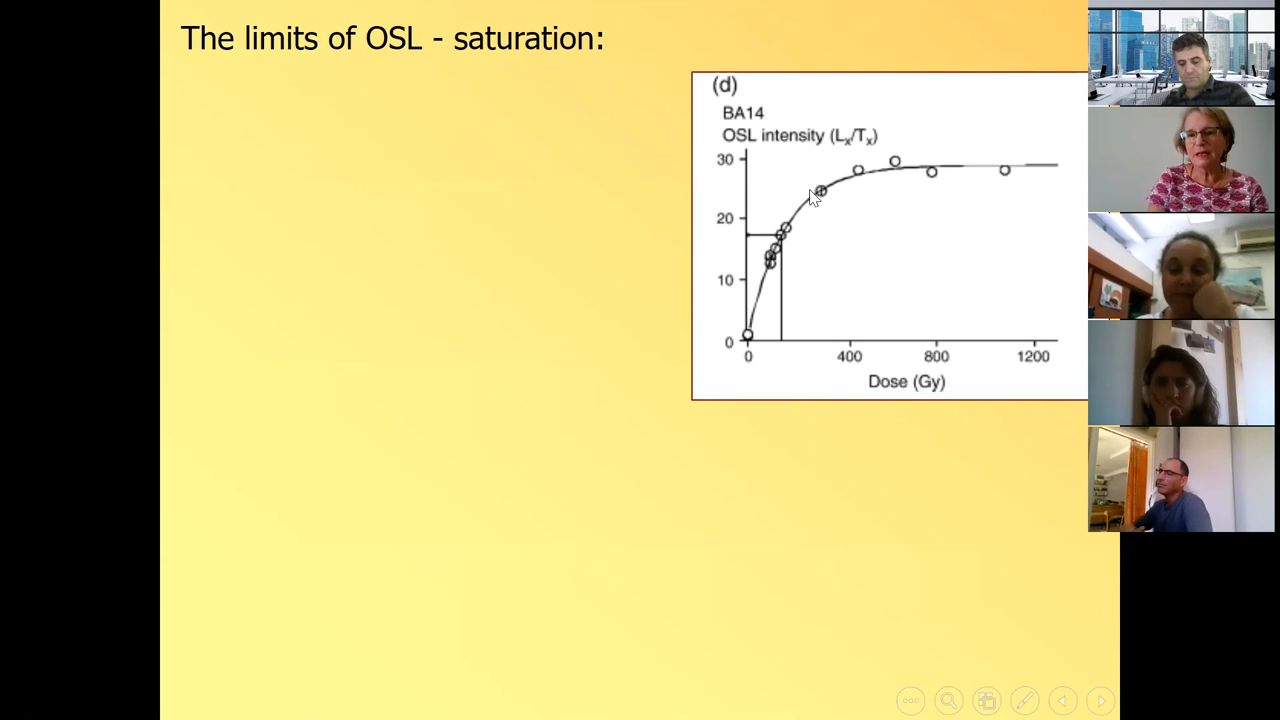 The limits of OSL - saturation:
(d)
BA14
OSL intensity (Lx/Tx)
30
20
10
0
0 400 800 1200
Dose (Gy)